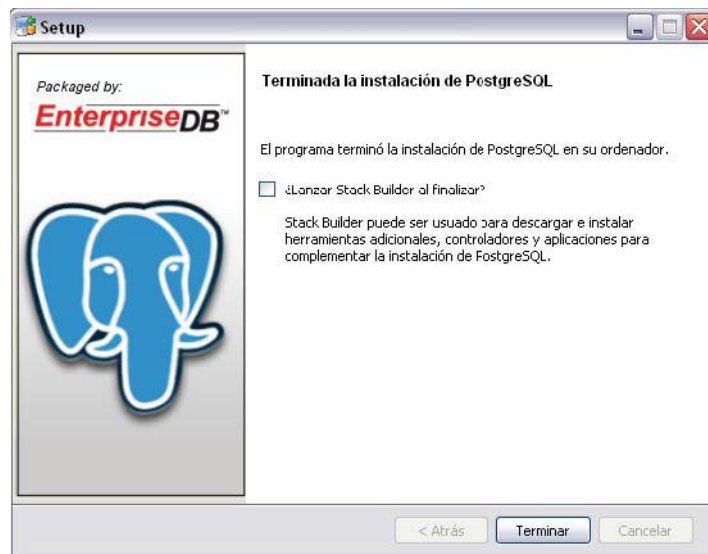 Setup
Packaged by:
EnterpriseDB™
Terminada la instalación de PostgreSQL
El programa terminó la instalación de PostgreSQL en su ordenador.
¿Lanzar Stack Builder al finalizar?
Stack Builder puede ser usado para descargar e instalar
herramientas adicionales, controladores y aplicaciones para
complementar la instalación de PostgreSQL.
< Atrás
Terminar
Cancelar